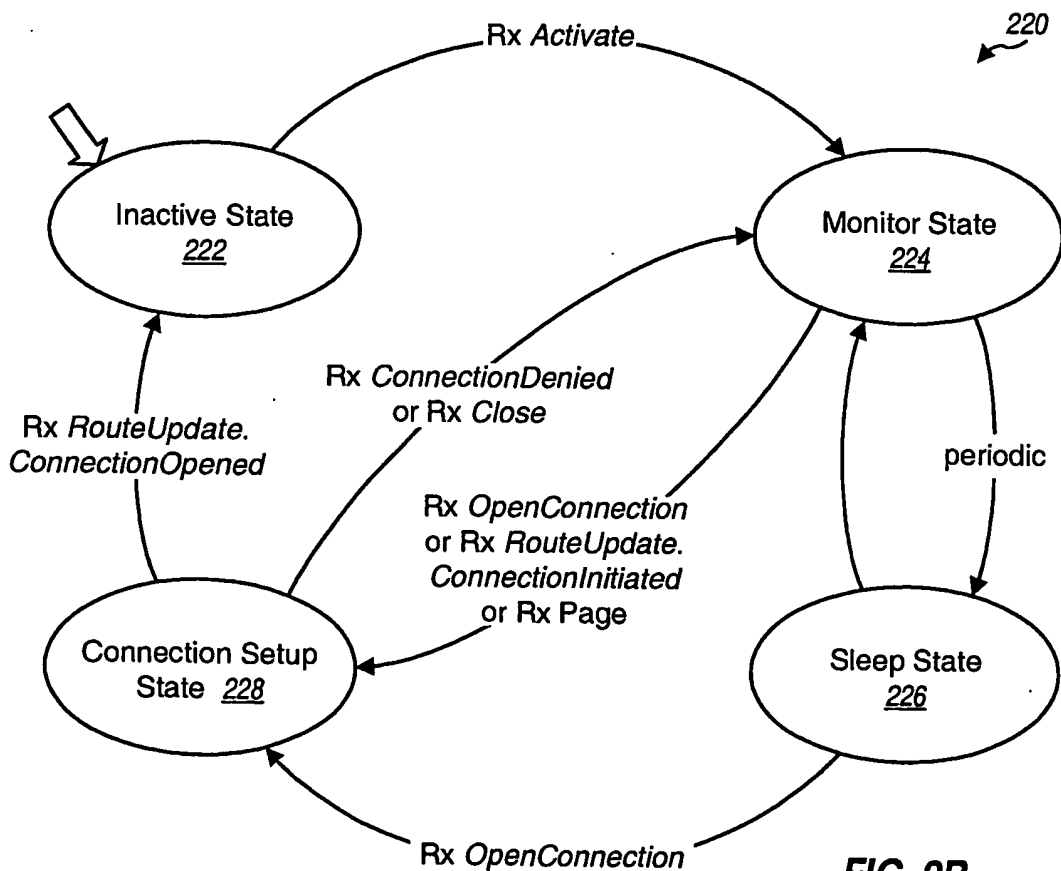 Rx Activate
220
Inactive State
222
Monitor State
224
Rx ConnectionDenied
or Rx Close
Rx RouteUpdate.
ConnectionOpened
periodic
Rx OpenConnection
or Rx RouteUpdate.
ConnectionInitiated
or Rx Page
Connection Setup
State 228
Sleep State
226
Rx OpenConnection